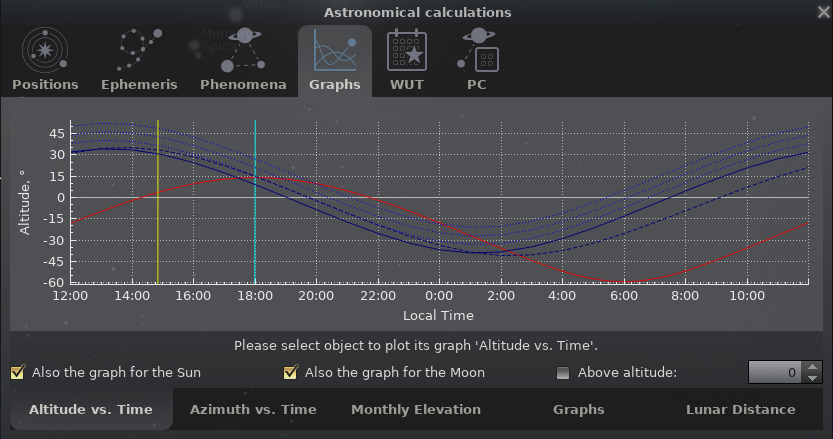 Astronomical calculations
Venus
Spica
Positions Ephemeris Phenomena Graphs WUT PC
Altitude, °
45
30
15
0
-15
-30
-45
-60
12:00 14:00 16:00 18:00 20:00 22:00 0:00 2:00 4:00 6:00 8:00 10:00
Local Time
Please select object to plot its graph 'Altitude vs. Time'.
Also the graph for the Sun Also the graph for the Moon Above altitude: 0
Altitude vs. Time Azimuth vs. Time Monthly Elevation Graphs Lunar Distance